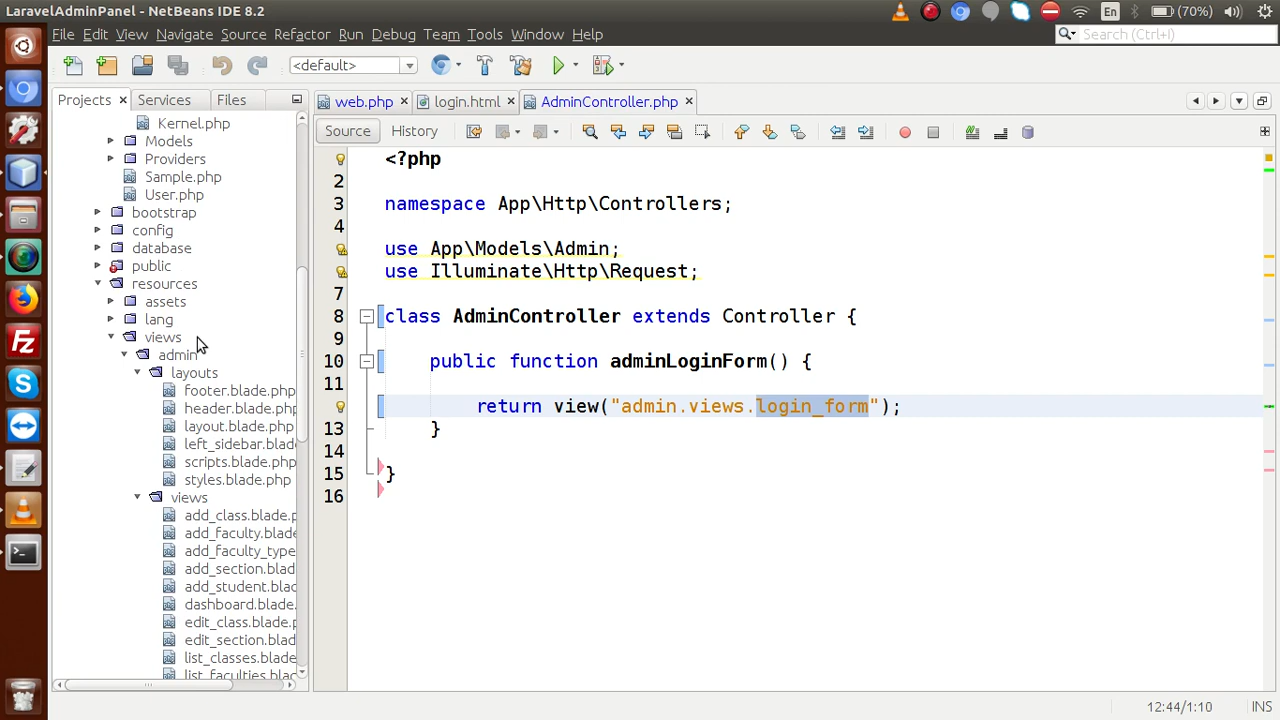 LaravelAdminPanel - NetBeans IDE 8.2
En
(70%)
File Edit View Navigate Source Refactor Run Debug Team Tools Window Help
Search (Ctrl+I)
<default>
Projects
Services
Files
web.php
login.html
AdminController.php
Source
History
Kernel.php
Models
Providers
Sample.php
User.php
bootstrap
config
database
public
resources
assets
lang
views
admin
layouts
footer.blade.php
header.blade.php
layout.blade.php
left_sidebar.blade
scripts.blade.php
styles.blade.php
views
add_class.blade.p
add_faculty.blade
add_faculty_type
add_section.blad
add_student.blad
dashboard.blade
edit_class.blade.p
edit_section.blad
list_classes.blade
list_faculties.blad
<?php
2
3 namespace App\Http\Controllers;
4
use App\Models\Admin;
use Illuminate\Http\Request;
7
8 class AdminController extends Controller {
9
10 public function adminLoginForm() {
11
return view("admin.views.login_form");
13 }
14
15 }
16
12:44/1:10
INS